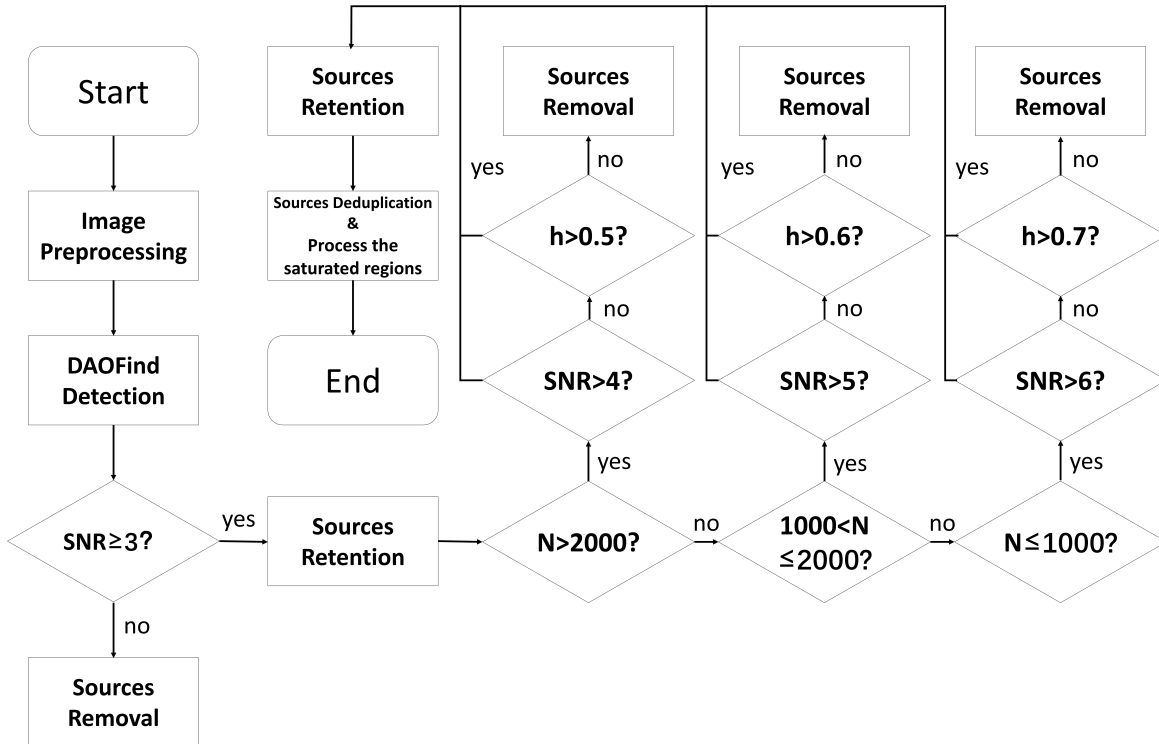 Start
Image
Preprocessing
DAOFind
Detection
SNR≥3?
yes
no
Sources
Removal
Sources
Retention
N>2000?
no
1000<N
≤2000?
no
N≤1000?
yes
yes
yes
SNR>4?
SNR>5?
SNR>6?
no
no
no
h>0.5?
h>0.6?
h>0.7?
yes
no
yes
no
yes
no
Sources
Removal
Sources
Removal
Sources
Removal
Sources
Retention
Sources Deduplication
&
Process the
saturated regions
End